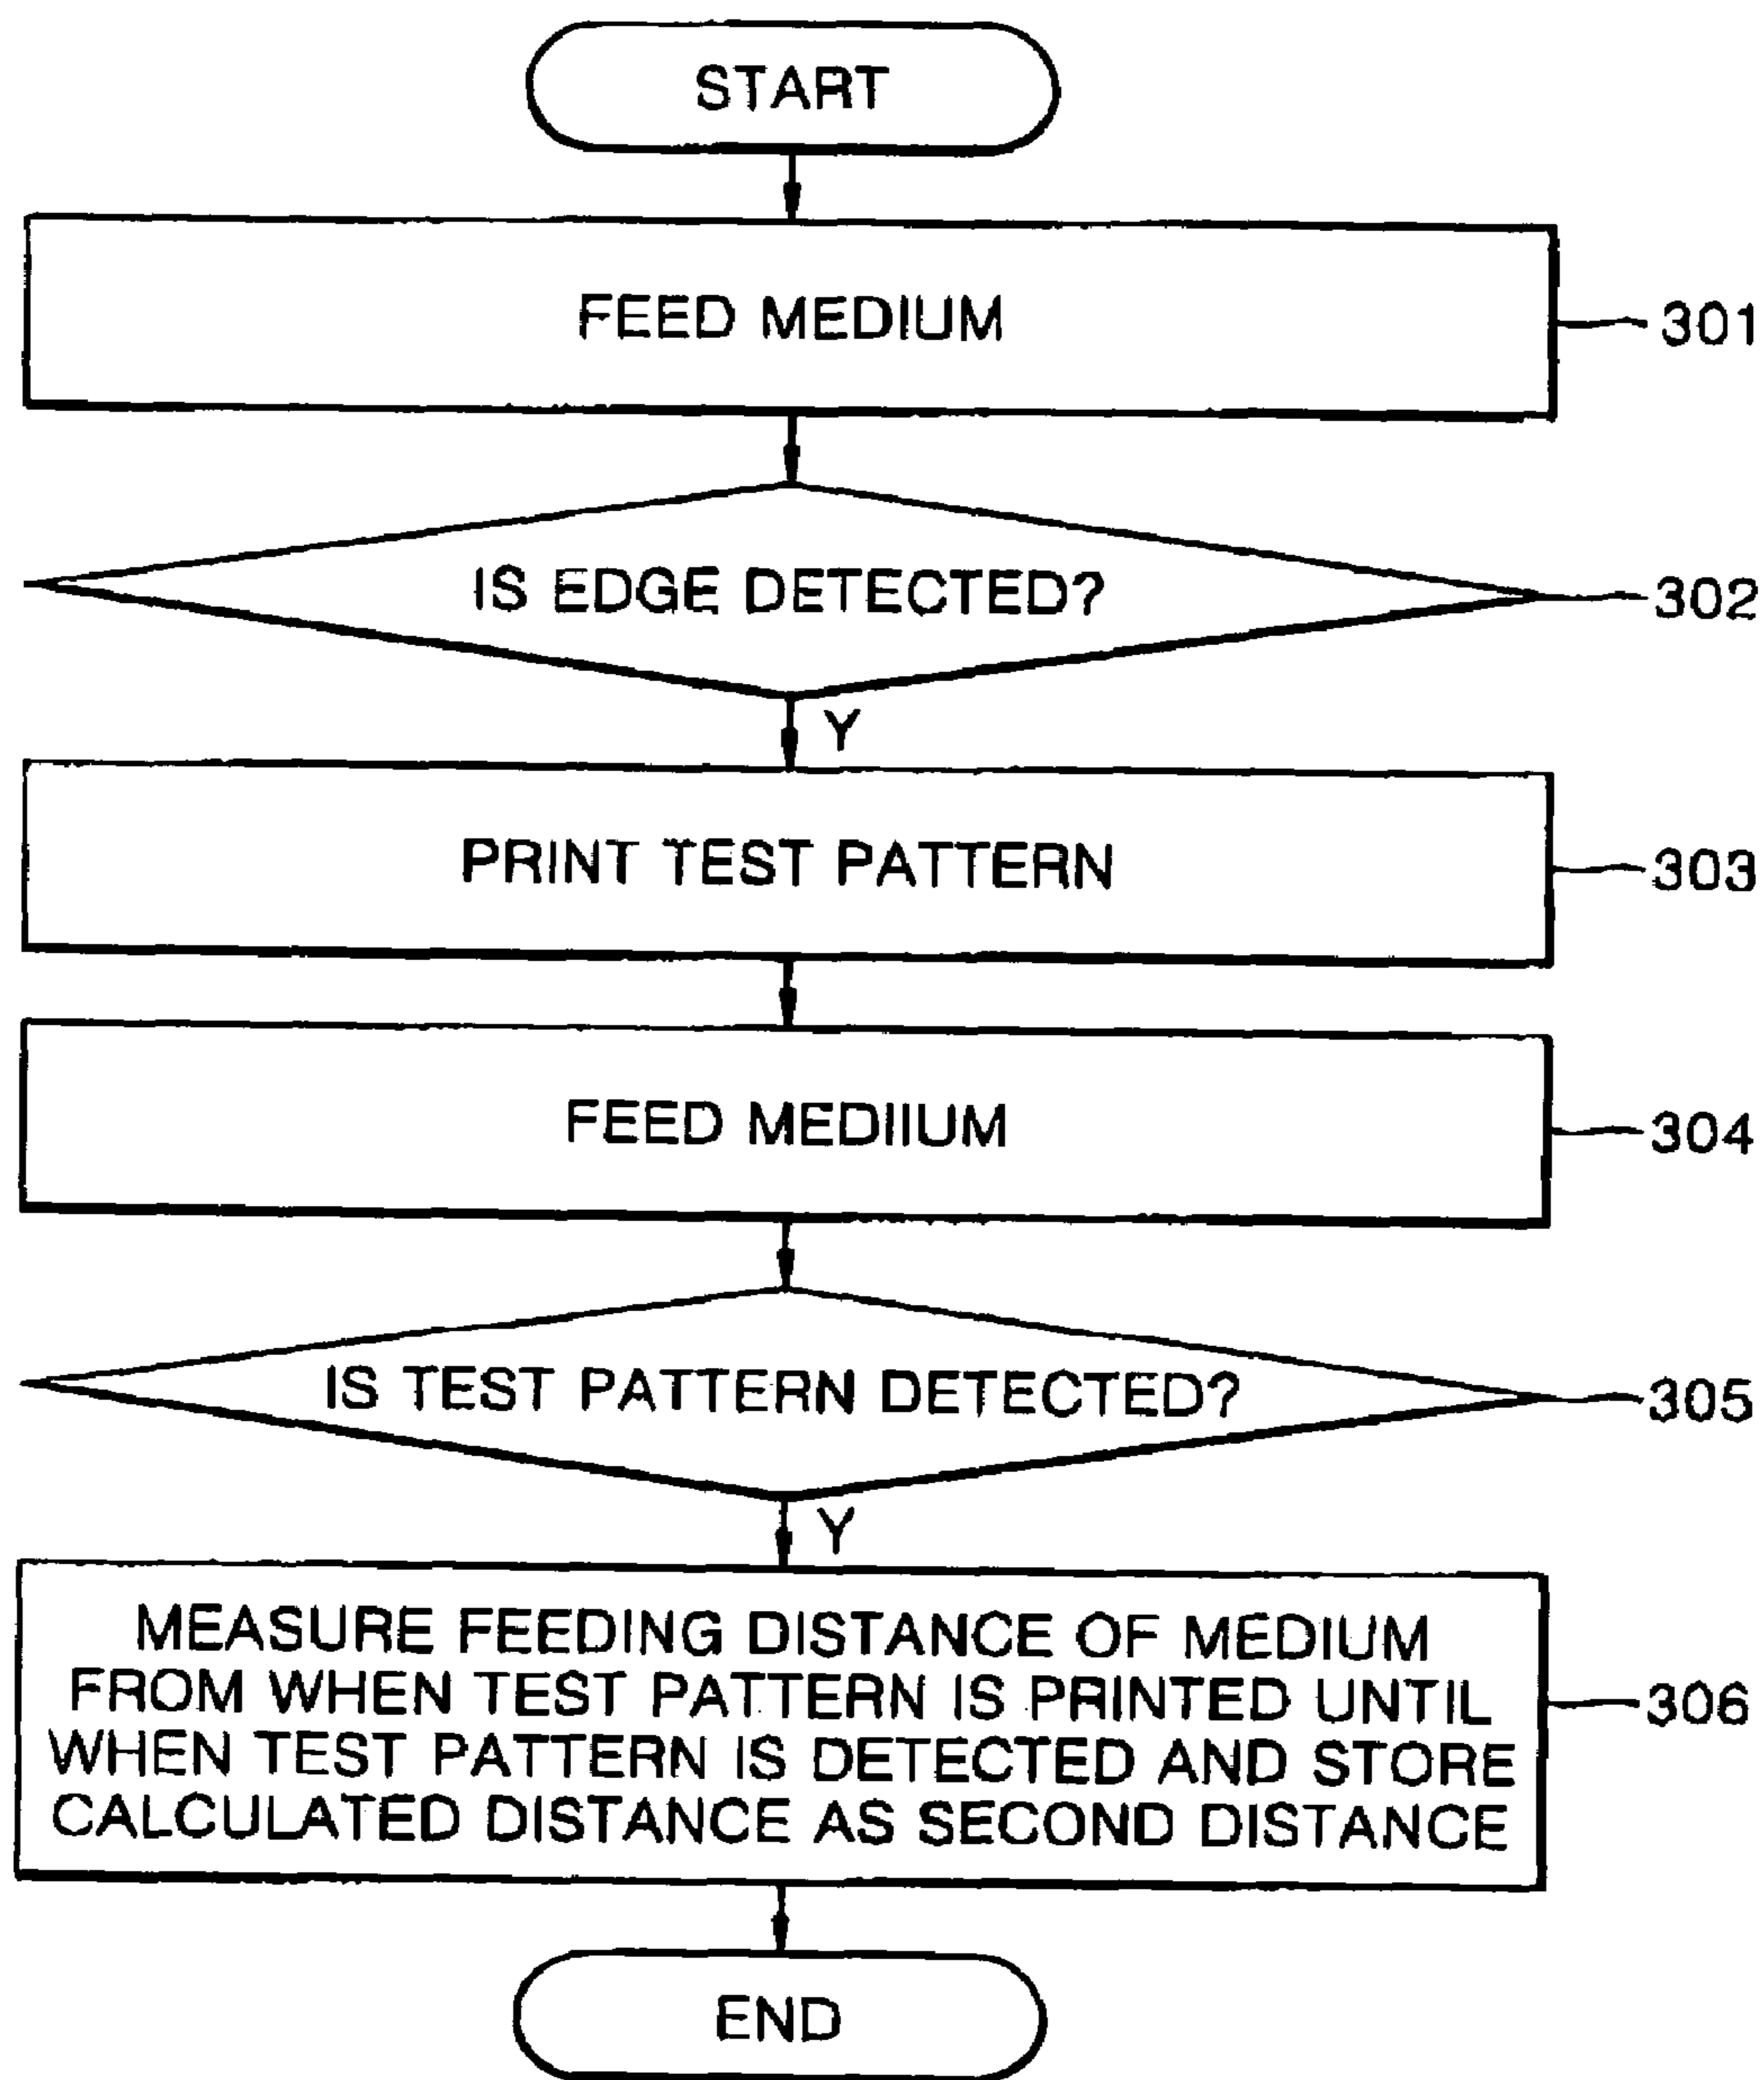 START
FEED MEDIUM
301
IS EDGE DETECTED?
302
Y
PRINT TEST PATTERN
303
FEED MEDIIUM
304
IS TEST PATTERN DETECTED?
305
Y
MEASURE FEEDING DISTANCE OF MEDIUM
FROM WHEN TEST PATTERN IS PRINTED UNTIL
WHEN TEST PATTERN IS DETECTED AND STORE
CALCULATED DISTANCE AS SECOND DISTANCE
306
END